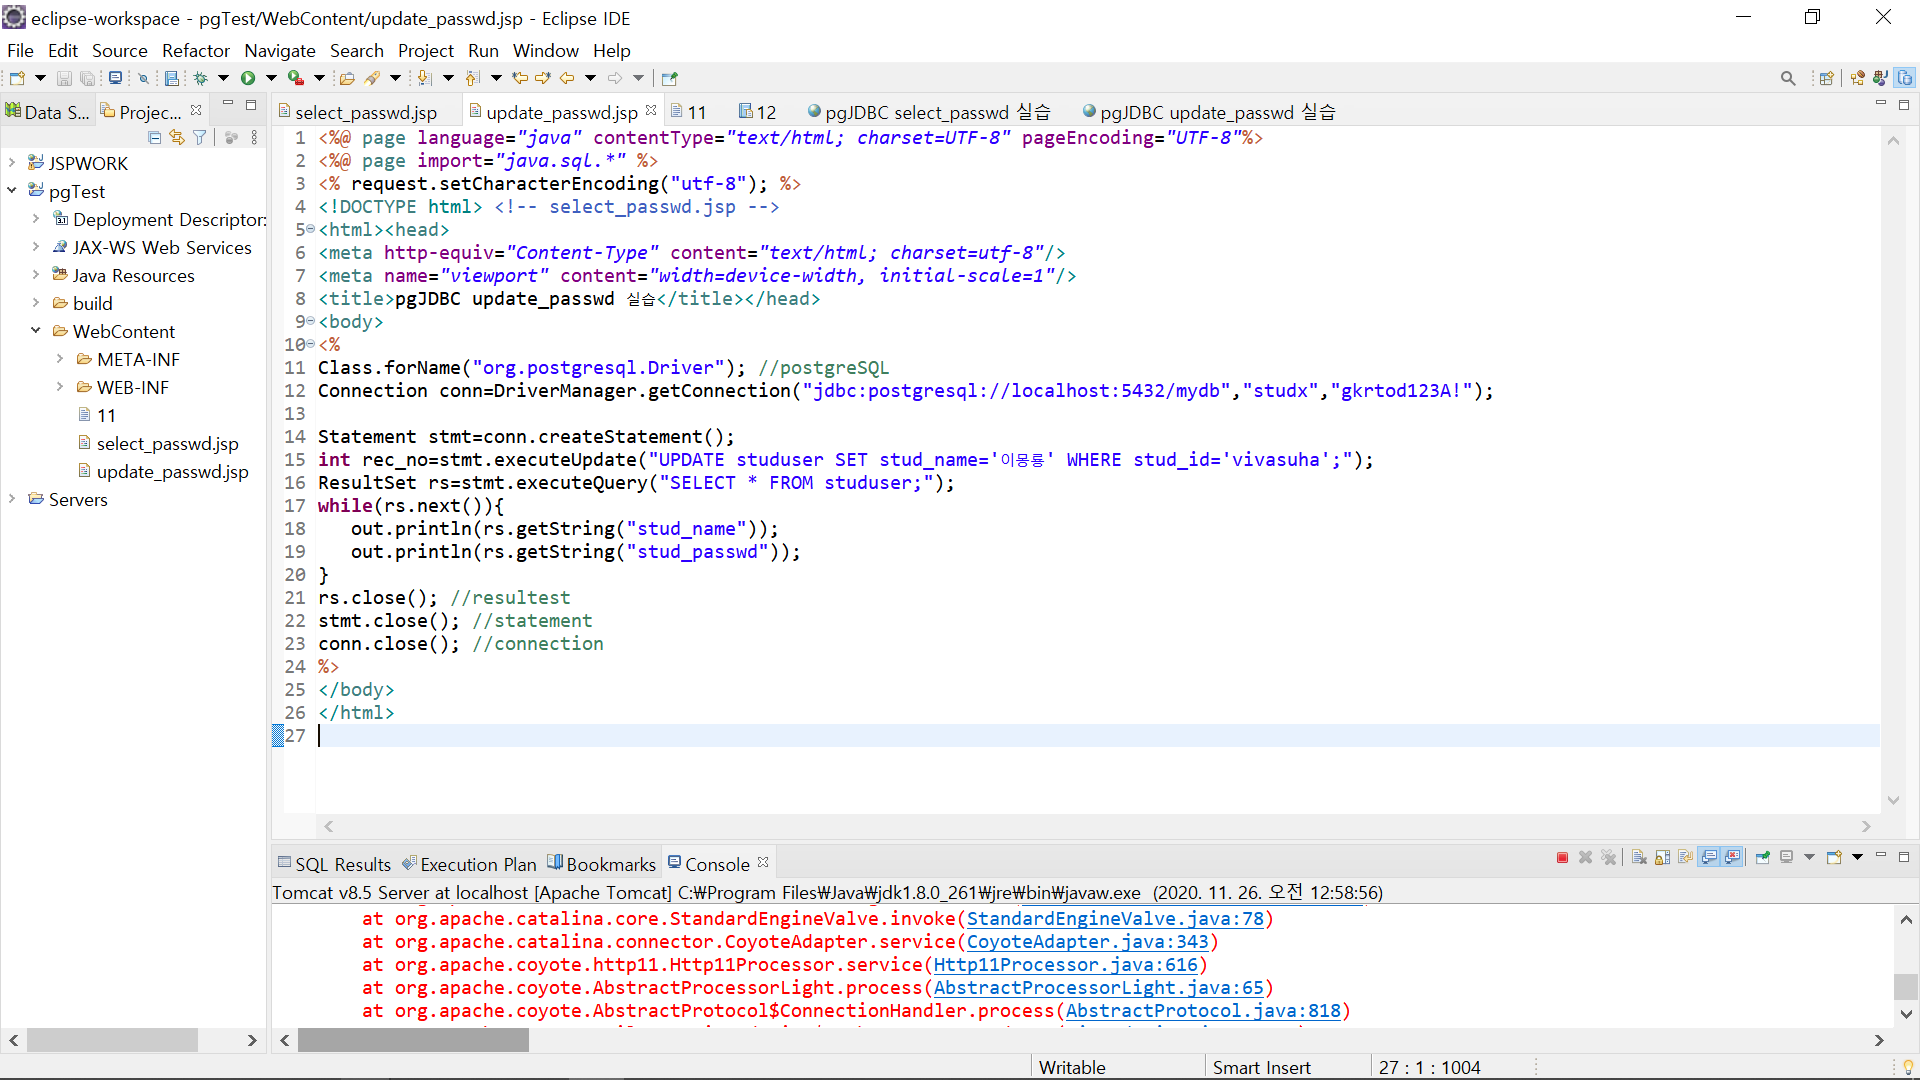 eclipse-workspace - pgTest/WebContent/update_passwd.jsp - Eclipse IDE
File Edit Source Refactor Navigate Search Project Run Window Help
Data S... Projec...
JSPWORK
pgTest
Deployment Descriptor:
JAX-WS Web Services
Java Resources
build
WebContent
META-INF
WEB-INF
11
select_passwd.jsp
update_passwd.jsp
Servers
select_passwd.jsp update_passwd.jsp 11 12 pgJDBC select_passwd 실습 pgJDBC update_passwd 실습
1 <%@ page language="java" contentType="text/html; charset=UTF-8" pageEncoding="UTF-8"%>
2 <%@ page import="java.sql.*" %>
3 <% request.setCharacterEncoding("utf-8"); %>
4 <!DOCTYPE html> <!-- select_passwd.jsp -->
5 <html><head>
6 <meta http-equiv="Content-Type" content="text/html; charset=utf-8"/>
7 <meta name="viewport" content="width=device-width, initial-scale=1"/>
8 <title>pgJDBC update_passwd 실습</title></head>
9 <body>
10 <%
11 Class.forName("org.postgresql.Driver"); //postgreSQL
12 Connection conn=DriverManager.getConnection("jdbc:postgresql://localhost:5432/mydb","studx","gkrtod123A!");
13
14 Statement stmt=conn.createStatement();
15 int rec_no=stmt.executeUpdate("UPDATE studuser SET stud_name='이몽룡' WHERE stud_id='vivasuha';");
16 ResultSet rs=stmt.executeQuery("SELECT * FROM studuser;");
17 while(rs.next()){
18 out.println(rs.getString("stud_name"));
19 out.println(rs.getString("stud_passwd"));
20 }
21 rs.close(); //resultest
22 stmt.close(); //statement
23 conn.close(); //connection
24 %>
25 </body>
26 </html>
27
SQL Results Execution Plan Bookmarks Console
Tomcat v8.5 Server at localhost [Apache Tomcat] C:₩Program Files₩Java₩jdk1.8.0_261₩jre₩bin₩javaw.exe (2020. 11. 26. 오전 12:58:56)
at org.apache.catalina.core.StandardEngineValve.invoke(StandardEngineValve.java:78)
at org.apache.catalina.connector.CoyoteAdapter.service(CoyoteAdapter.java:343)
at org.apache.coyote.http11.Http11Processor.service(Http11Processor.java:616)
at org.apache.coyote.AbstractProcessorLight.process(AbstractProcessorLight.java:65)
at org.apache.coyote.AbstractProtocol$ConnectionHandler.process(AbstractProtocol.java:818)
Writable Smart Insert 27 : 1 : 1004